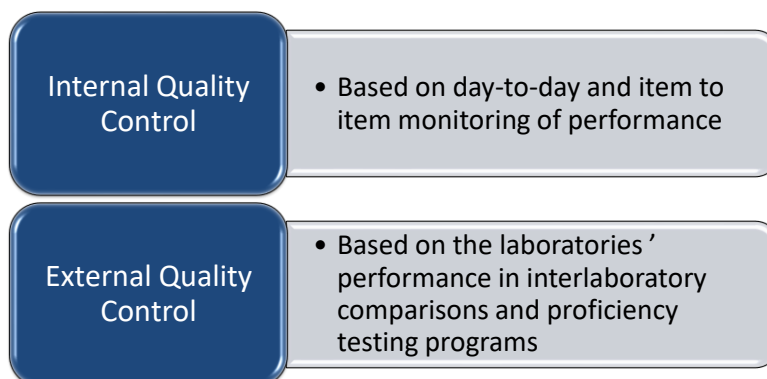 Internal Quality
Control
• Based on day-to-day and item to
item monitoring of performance
External Quality
Control
• Based on the laboratories ’
performance in interlaboratory
comparisons and proficiency
testing programs